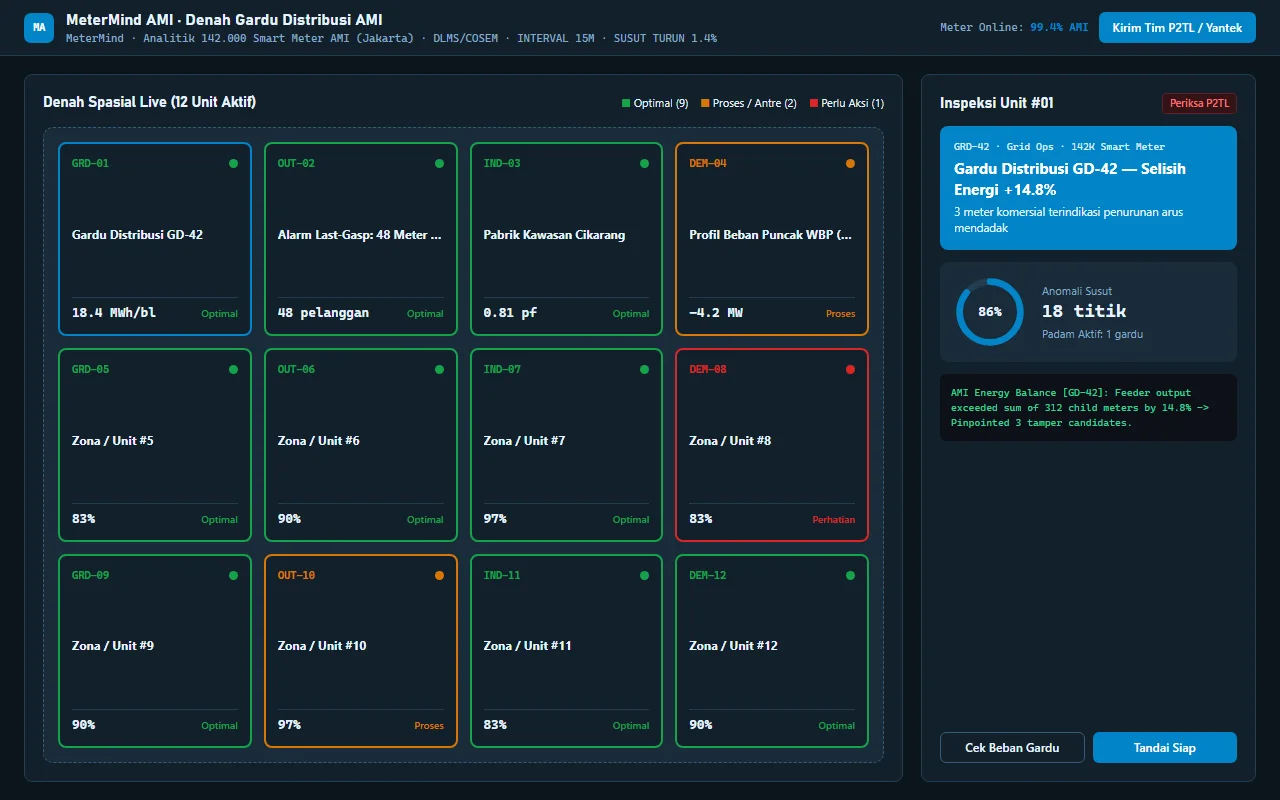 MA
MeterMind AMI · Denah Gardu Distribusi AMI
MeterMind · Analitik 142.000 Smart Meter AMI (Jakarta) · DLMS/COSEM · INTERVAL 15M · SUSUT TURUN 1.4%
Meter Online: 99.4% AMI
Kirim Tim P2TL / Yantek
Denah Spasial Live (12 Unit Aktif)
Optimal (9)
Proses / Antre (2)
Perlu Aksi (1)
GRD-01
Gardu Distribusi GD-42
18.4 MWh/bl
Optimal
OUT-02
Alarm Last-Gasp: 48 Meter ...
48 pelanggan
Optimal
IND-03
Pabrik Kawasan Cikarang
0.81 pf
Optimal
DEM-04
Profil Beban Puncak WBP (...
−4.2 MW
Proses
GRD-05
Zona / Unit #5
83%
Optimal
OUT-06
Zona / Unit #6
90%
Optimal
IND-07
Zona / Unit #7
97%
Optimal
DEM-08
Zona / Unit #8
83%
Perhatian
GRD-09
Zona / Unit #9
90%
Optimal
OUT-10
Zona / Unit #10
97%
Proses
IND-11
Zona / Unit #11
83%
Optimal
DEM-12
Zona / Unit #12
90%
Optimal
Inspeksi Unit #01
Periksa P2TL
GRD-42 · Grid Ops · 142K Smart Meter
Gardu Distribusi GD-42 — Selisih
Energi +14.8%
3 meter komersial terindikasi penurunan arus
mendadak
86%
Anomali Susut
18 titik
Padam Aktif: 1 gardu
AMI Energy Balance [GD-42]: Feeder output
exceeded sum of 312 child meters by 14.8% ->
Pinpointed 3 tamper candidates.
Cek Beban Gardu
Tandai Siap